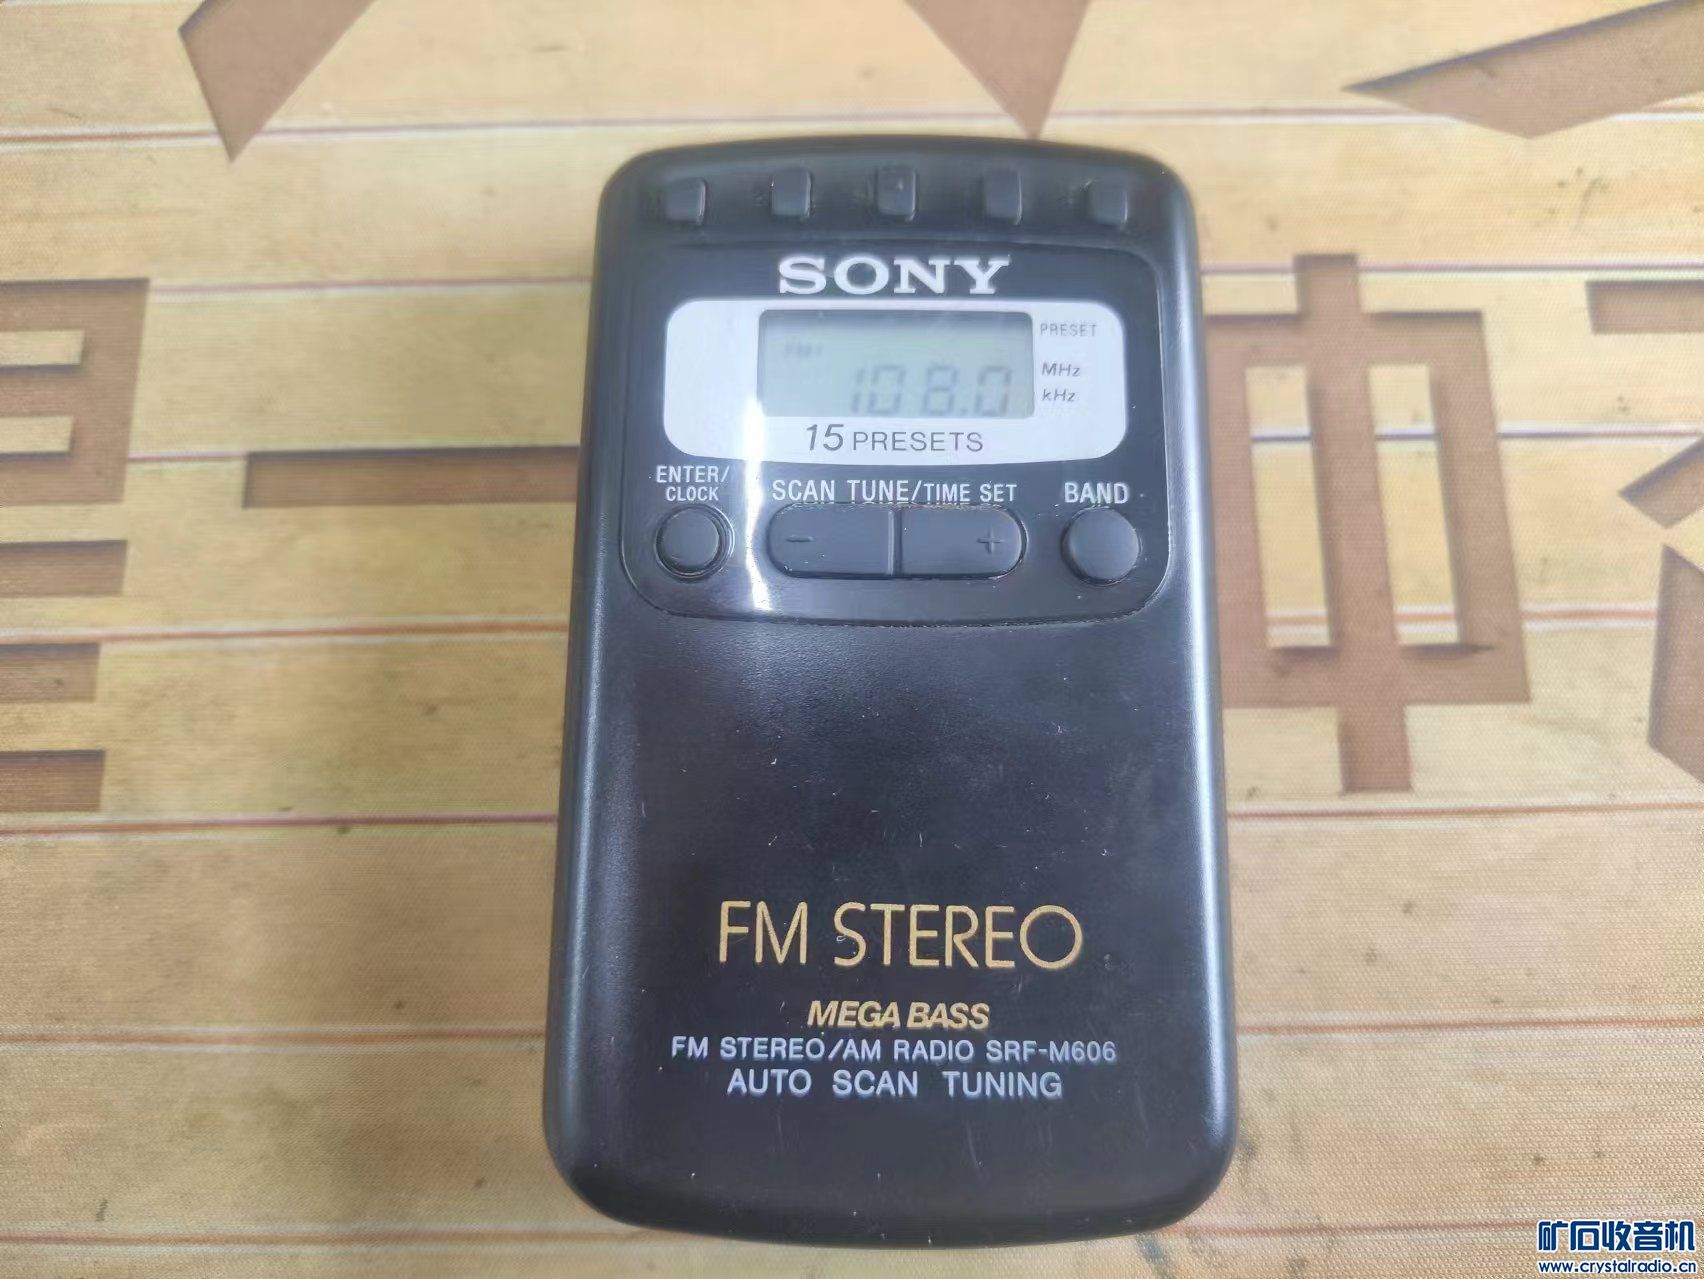 SONY
PRESET
FM1
MHz
108.0
kHz
15 PRESETS
ENTER/
CLOCK
SCAN TUNE/TIME SET
BAND
- +
FM STEREO
MEGA BASS
FM STEREO/AM RADIO SRF-M606
AUTO SCAN TUNING
中
矿石收音机
www.crystalradio.cn